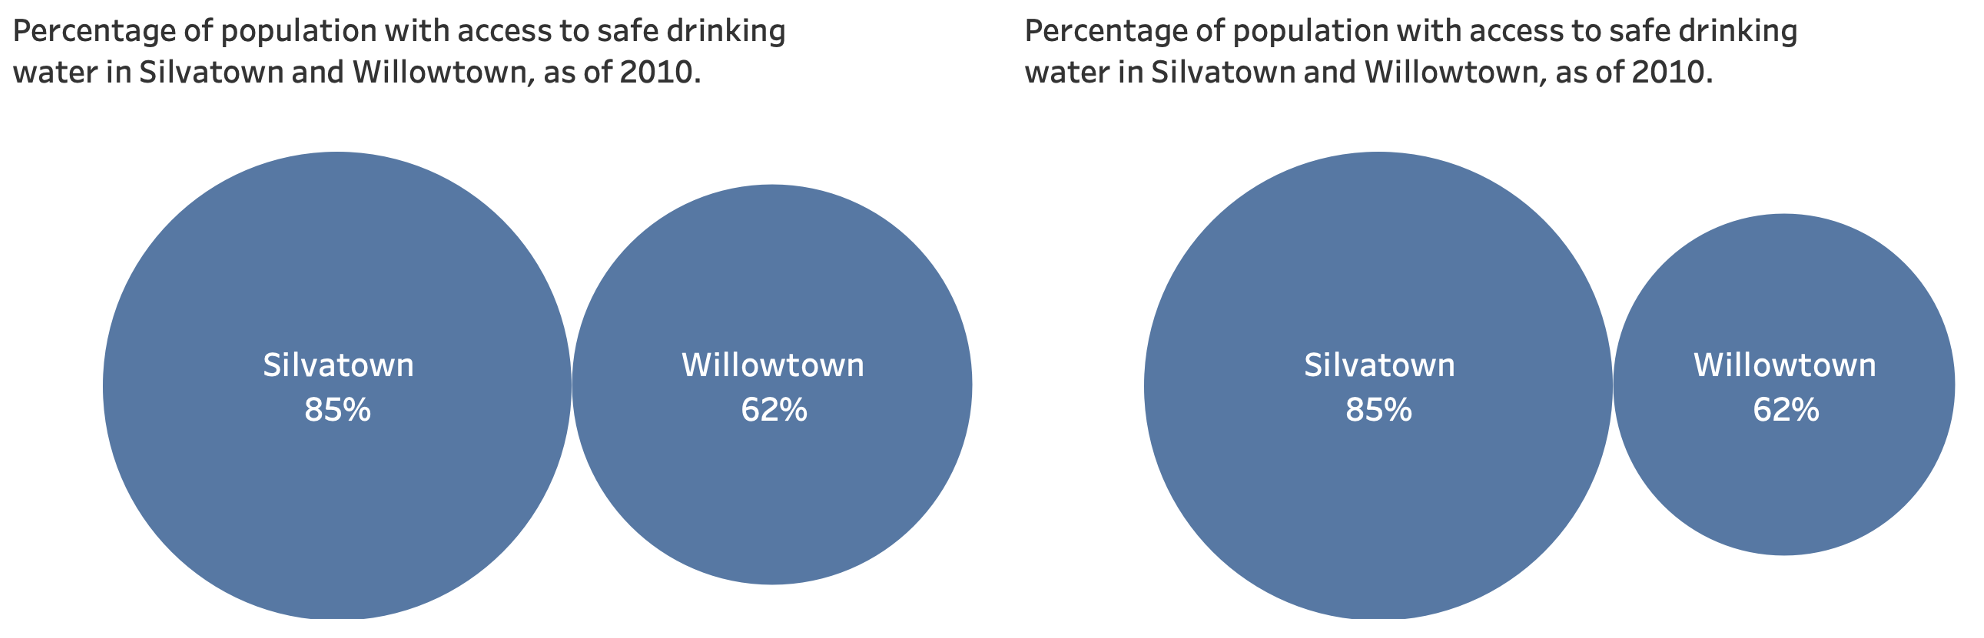 Percentage of population with access to safe drinking
water in Silvatown and Willowtown, as of 2010.
Silvatown
85%
Willowtown
62%
Percentage of population with access to safe drinking
water in Silvatown and Willowtown, as of 2010.
Silvatown
85%
Willowtown
62%